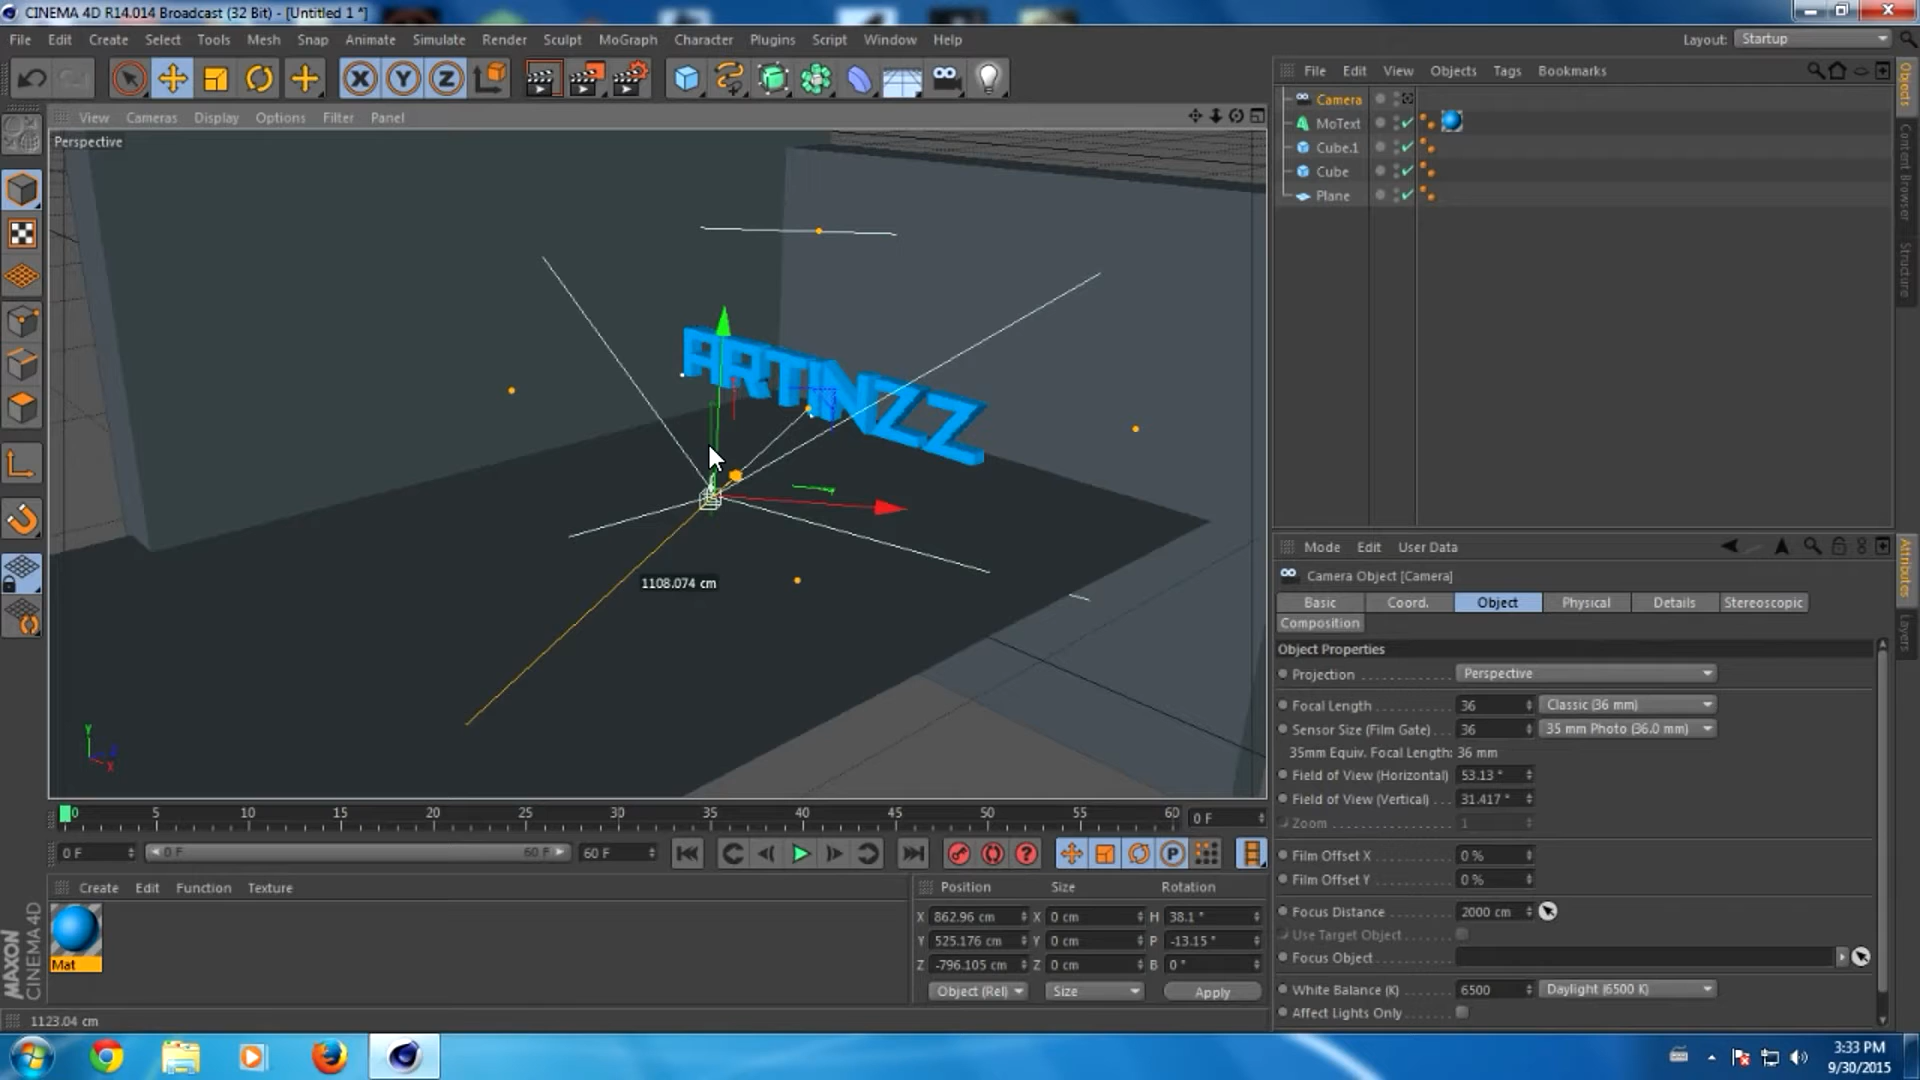 CINEMA 4D R14.014 Broadcast (32 Bit) - [Untitled 1 *]
File Edit Create Select Tools Mesh Snap Animate Simulate Render Sculpt MoGraph Character Plugins Script Window Help Layout: Startup
X Y Z
File Edit View Objects Tags Bookmarks
View Cameras Display Options Filter Panel
Perspective
Camera
MoText
Cube.1
Cube
Plane
Objects
Content Browser
Structure
ARTINZZ
1108.074 cm
Y
Z
X
Mode Edit User Data
Camera Object [Camera]
Basic Coord. Object Physical Details Stereoscopic
Composition
Attributes
Layers
Object Properties
Projection Perspective
Focal Length 36 Classic (36 mm)
Sensor Size (Film Gate) 36 35 mm Photo (36.0 mm)
35mm Equiv. Focal Length: 36 mm
Field of View (Horizontal) 53.13 °
Field of View (Vertical) 31.417 °
Zoom 1
Film Offset X 0 %
Film Offset Y 0 %
Focus Distance 2000 cm
Use Target Object
Focus Object
White Balance (K) 6500 Daylight (6500 K)
Affect Lights Only
0 5 10 15 20 25 30 35 40 45 50 55 60 0 F
0 F 0 F 60 F 60 F
P
Create Edit Function Texture
Mat
MAXON
CINEMA 4D
Position Size Rotation
X 862.96 cm X 0 cm H 38.1 °
Y 525.176 cm Y 0 cm P -13.15 °
Z -796.105 cm Z 0 cm B 0 °
Object (Rel) Size Apply
1123.04 cm
3:33 PM
9/30/2015